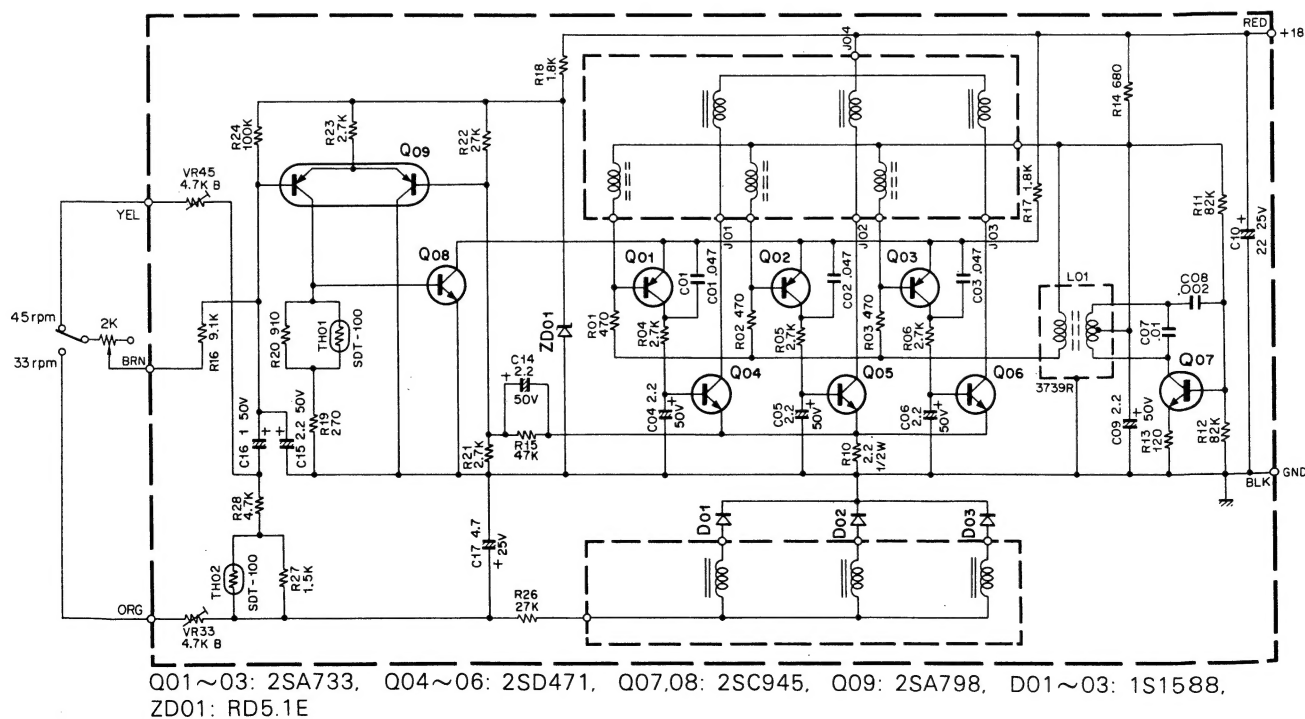 RED
+18
J04
R18
1.8K
R14 680
R24
100K
R23
2.7K
R22
27K
Q09
VR45
4.7K B
YEL
R17 1.8K
R11
82K
C10
22 25V
J01
J02
J03
Q08
Q01
Q02
Q03
C01
C01 .047
C02 .047
C03 .047
L01
C08
.002
C07
.01
45rpm
2K
33rpm
BRN
R16 9.1K
R20 910
TH01
SDT-100
ZD01
R01
470
R04
2.7K
R02 470
R05
2.7K
R03 470
R06
2.7K
3739R
Q07
C14
2.2
50V
Q04
Q05
Q06
C16 1 50V
C15 2.2 50V
R19
270
R21
2.7K
R15
47K
C04 2.2
50V
C05
2.2
50V
R10
2.2
1/2W
C06
2.2
50V
C09 2.2
50V
R13
120
R12
82K
GND
BLK
R28
4.7K
D01
D02
D03
C17 4.7
25V
TH02
SDT-100
R27
1.5K
ORG
R26
27K
VR33
4.7K B
Q01~03: 2SA733, Q04~06: 2SD471, Q07,08: 2SC945, Q09: 2SA798, D01~03: 1S1588,
ZD01: RD5.1E